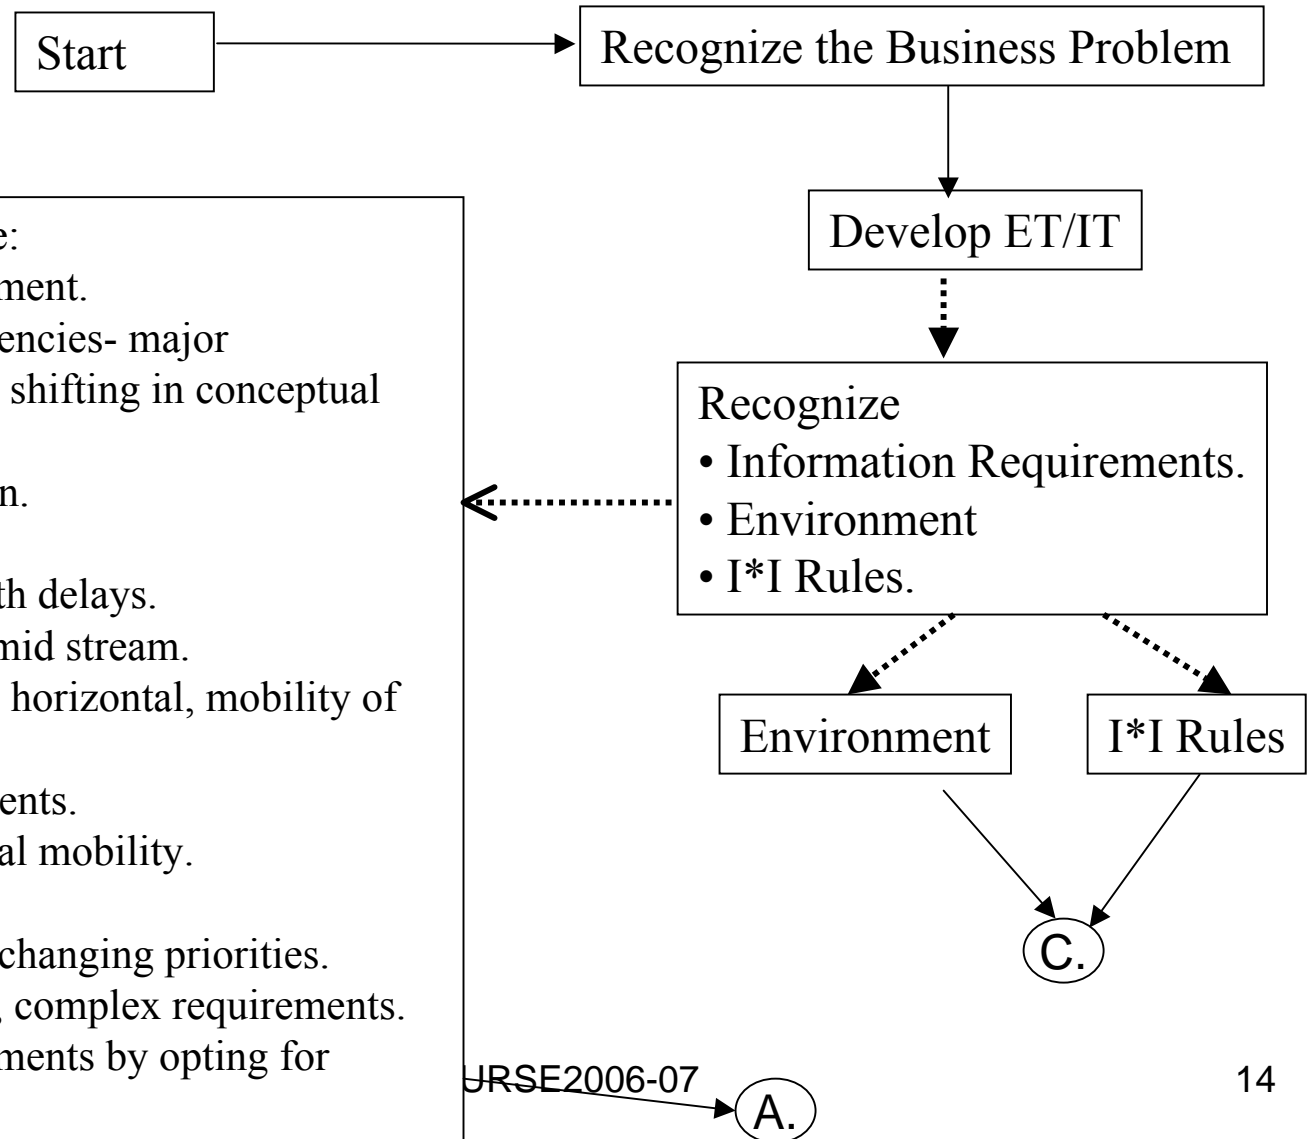 Start
Recognize the Business Problem
Develop ET/IT
Recognize
• Information Requirements.
• Environment
• I*I Rules.
Environment
I*I Rules
C.
e:
ment.
encies- major
shifting in conceptual
n.
th delays.
mid stream.
horizontal, mobility of
ents.
al mobility.
changing priorities.
, complex requirements.
ments by opting for
URSE2006-07
A.
14